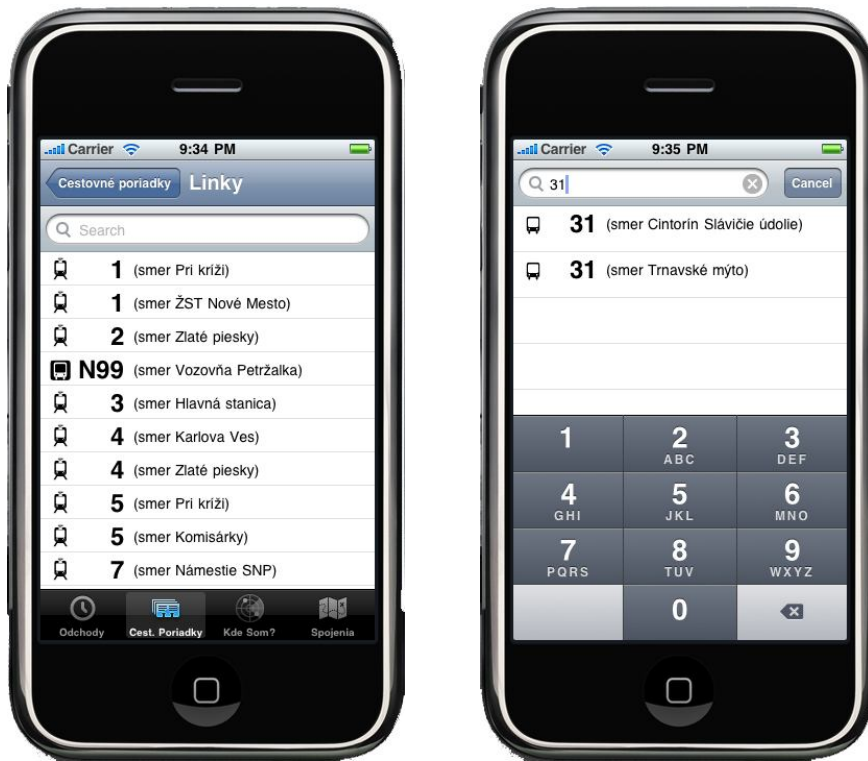 Carrier 9:34 PM
Cestovné poriadky Linky
Search
1 (smer Pri kríži)
1 (smer ŽST Nové Mesto)
2 (smer Zlaté piesky)
N99 (smer Vozovňa Petržalka)
3 (smer Hlavná stanica)
4 (smer Karlova Ves)
4 (smer Zlaté piesky)
5 (smer Pri kríži)
5 (smer Komisárky)
7 (smer Námestie SNP)
Odchody Cest. Poriadky Kde Som? Spojenia
Carrier 9:35 PM
31 Cancel
31 (smer Cintorín Slávičie údolie)
31 (smer Trnavské mýto)
1 2 3
ABC DEF
4 5 6
GHI JKL MNO
7 8 9
PQRS TUV WXYZ
0